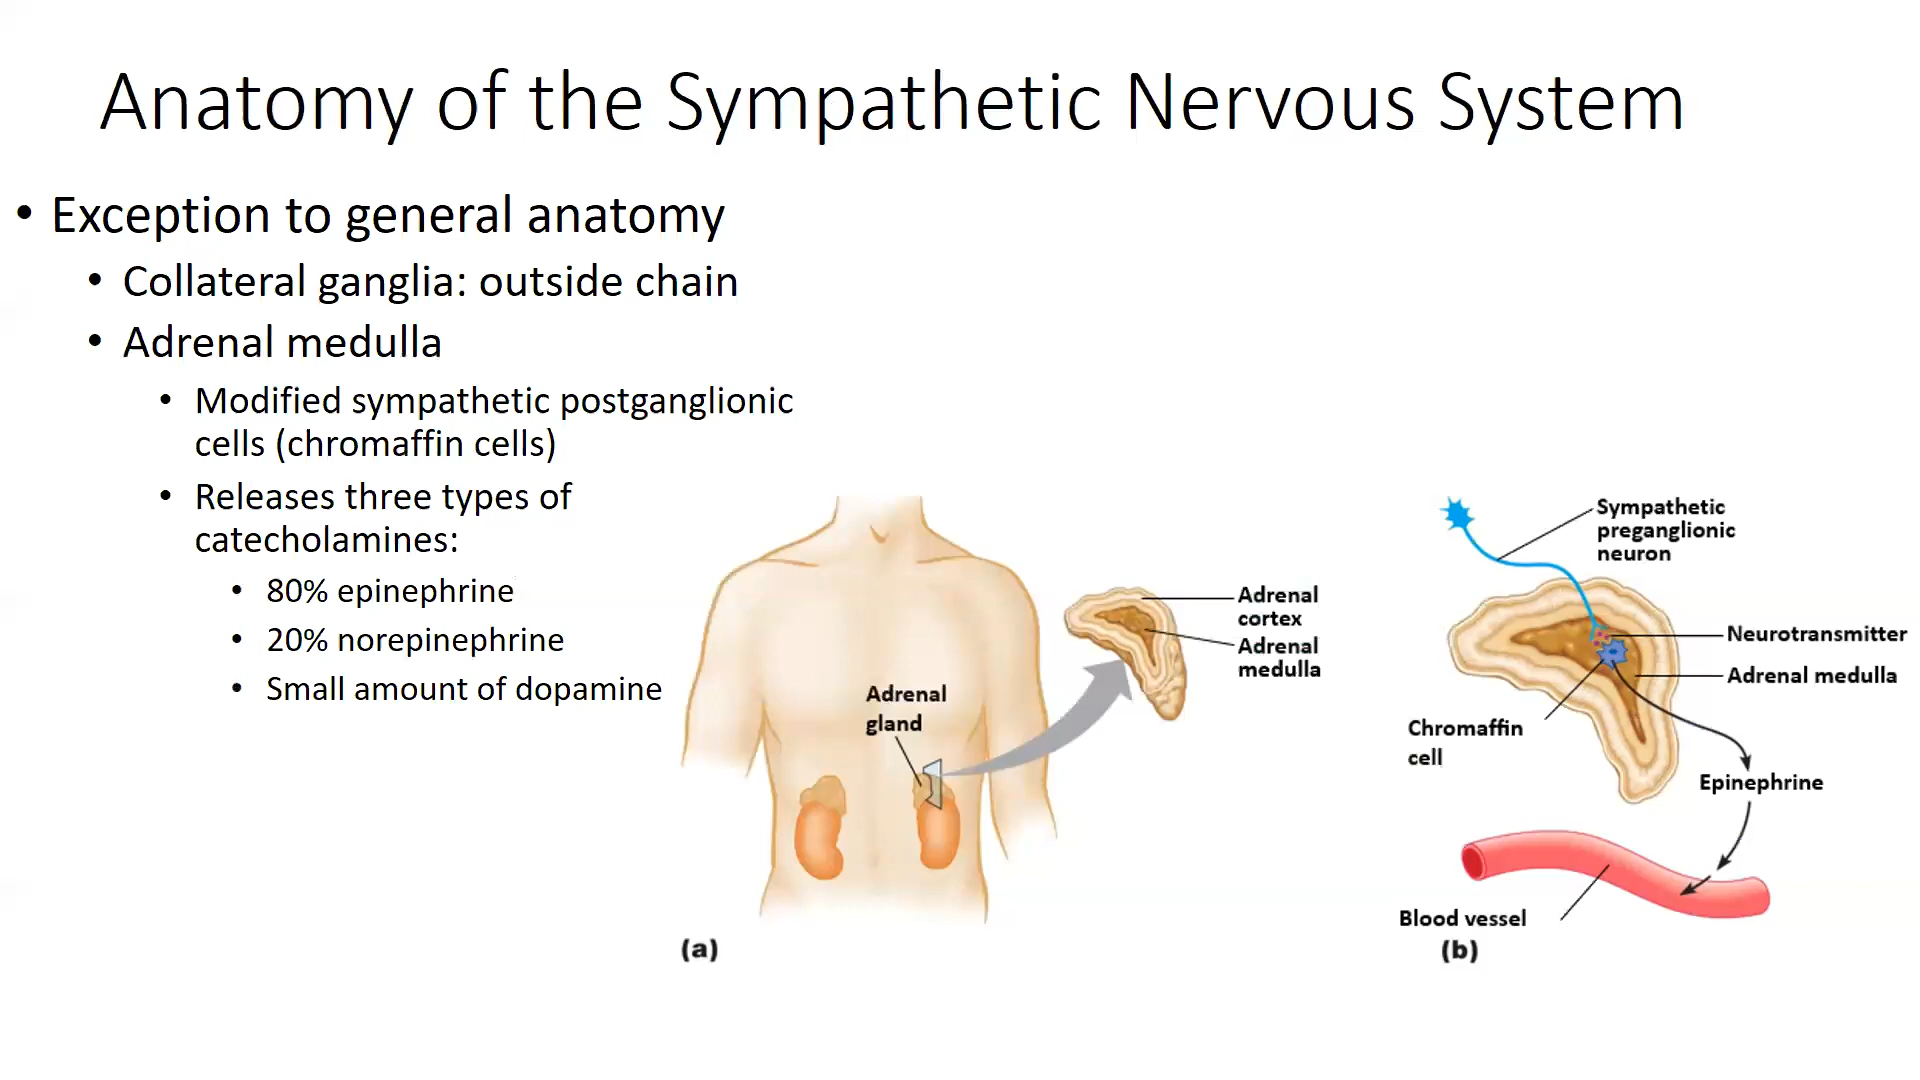 Anatomy of the Sympathetic Nervous System
• Exception to general anatomy
• Collateral ganglia: outside chain
• Adrenal medulla
• Modified sympathetic postganglionic
cells (chromaffin cells)
• Releases three types of
catecholamines:
• 80% epinephrine
• 20% norepinephrine
• Small amount of dopamine
Adrenal
gland
Adrenal
cortex
Adrenal
medulla
(a)
Sympathetic
preganglionic
neuron
Neurotransmitter
Adrenal medulla
Chromaffin
cell
Epinephrine
Blood vessel
(b)